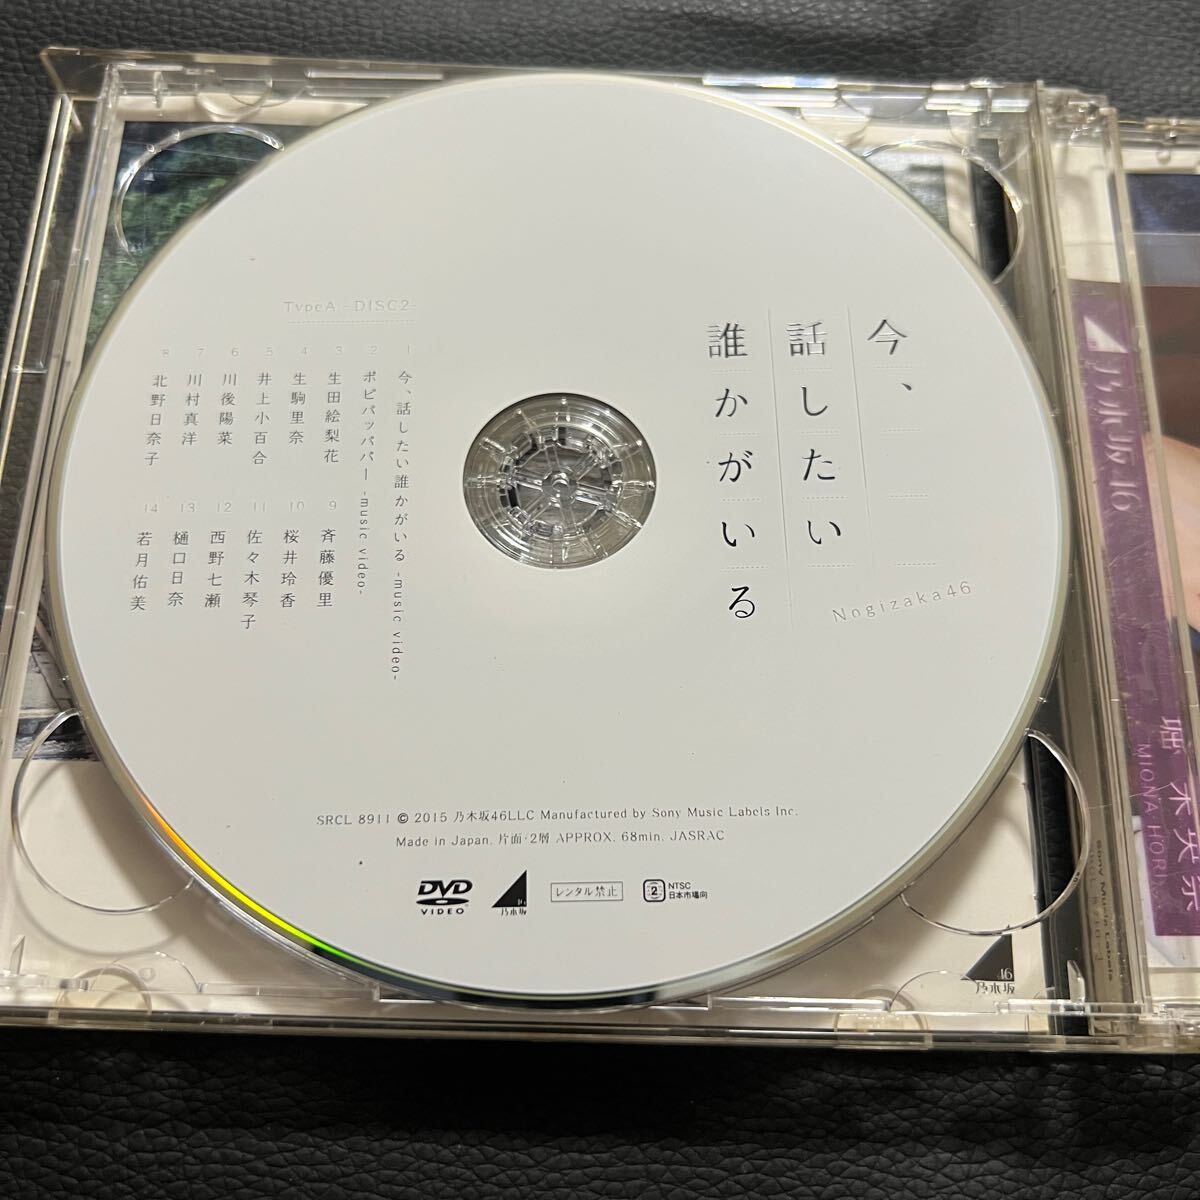 今、
話したい
誰かがいる
Nogizaka46
TypeA -DISC2-
1 今、話したい誰かがいる -music video-
2 ポピパッパパー -music video-
3 生田絵梨花
4 生駒里奈
5 井上小百合
6 川後陽菜
7 川村真洋
8 北野日奈子
9 斉藤優里
10 桜井玲香
11 佐々木琴子
12 西野七瀬
13 樋口日奈
14 若月佑美
SRCL 8911 © 2015 乃木坂46LLC Manufactured by Sony Music Labels Inc.
Made in Japan, 片面・2層 APPROX. 68min. JASRAC
DVD
VIDEO
乃木坂
レンタル禁止
2
NTSC
日本市場向
46
乃木坂
乃木坂46
MIONA HORI
Sony Music Labels